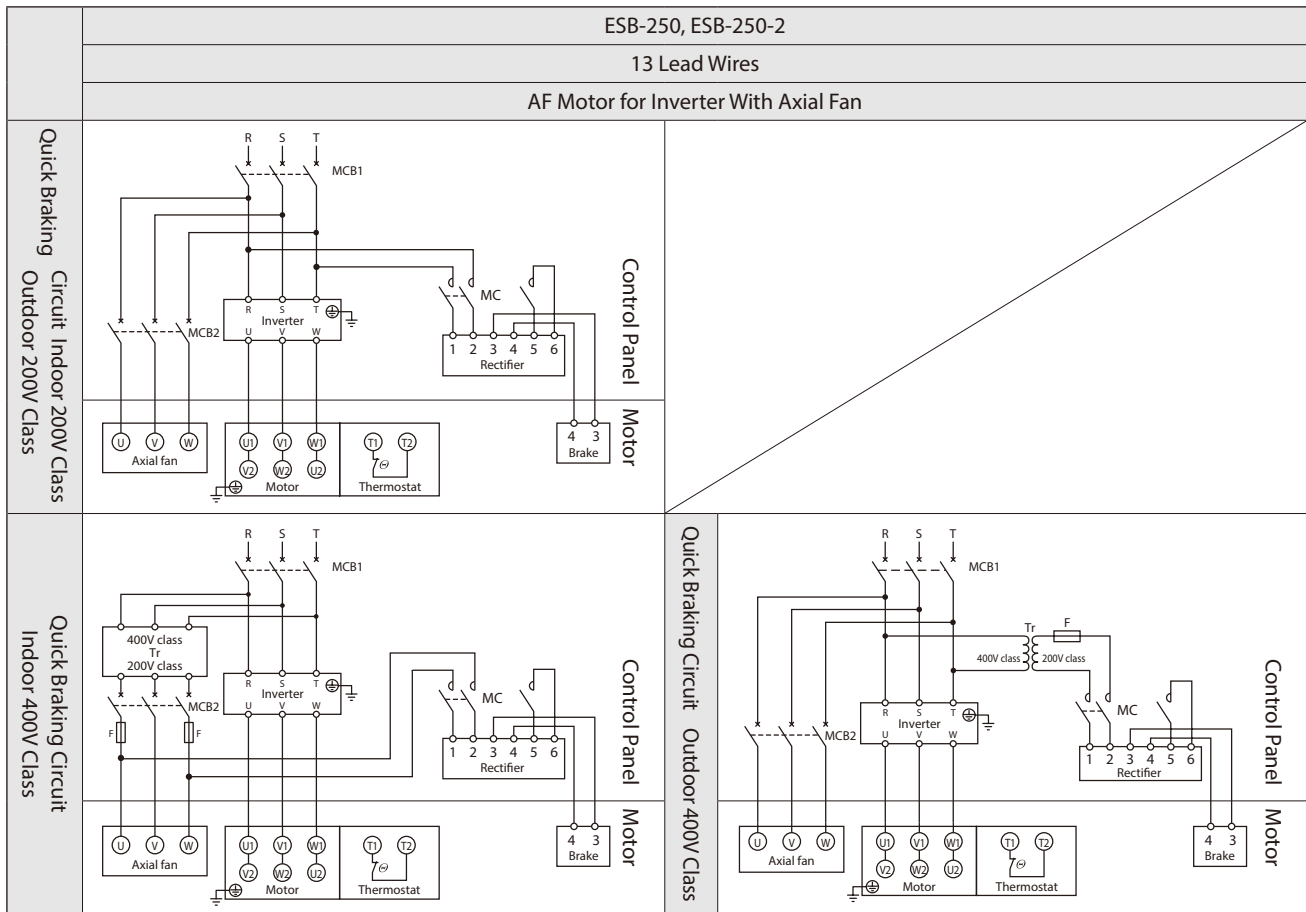 ESB-250, ESB-250-2
13 Lead Wires
AF Motor for Inverter With Axial Fan
Quick Braking Circuit Indoor 200V Class
Outdoor 200V Class
R S T
MCB1
MC
R S T
Inverter
U V W
MCB2
1 2 3 4 5 6
Rectifier
Control Panel
Motor
U V W
Axial fan
U1 V1 W1
V2 W2 U2
Motor
T1 T2
Θ
Thermostat
4 3
Brake
Quick Braking Circuit
Indoor 400V Class
R S T
MCB1
400V class
Tr
200V class
R S T
Inverter
U V W
MCB2
F F
MC
1 2 3 4 5 6
Rectifier
Control Panel
Motor
U V W
Axial fan
U1 V1 W1
V2 W2 U2
Motor
T1 T2
Θ
Thermostat
4 3
Brake
Quick Braking Circuit Outdoor 400V Class
R S T
MCB1
Tr F
400V class 200V class
MC
R S T
Inverter
U V W
MCB2
1 2 3 4 5 6
Rectifier
Control Panel
Motor
U V W
Axial fan
U1 V1 W1
V2 W2 U2
Motor
T1 T2
Θ
Thermostat
4 3
Brake